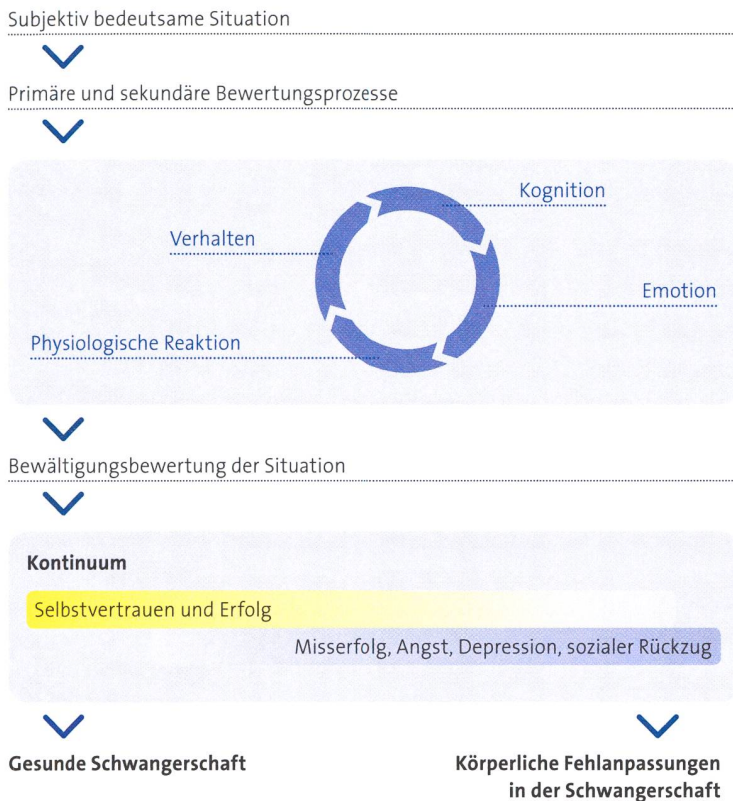 Subjektiv bedeutsame Situation
Primäre und sekundäre Bewertungsprozesse
Kognition
Verhalten
Emotion
Physiologische Reaktion
Bewältigungsbewertung der Situation
Kontinuum
Selbstvertrauen und Erfolg
Misserfolg, Angst, Depression, sozialer Rückzug
Gesunde Schwangerschaft
Körperliche Fehlanpassungen
in der Schwangerschaft